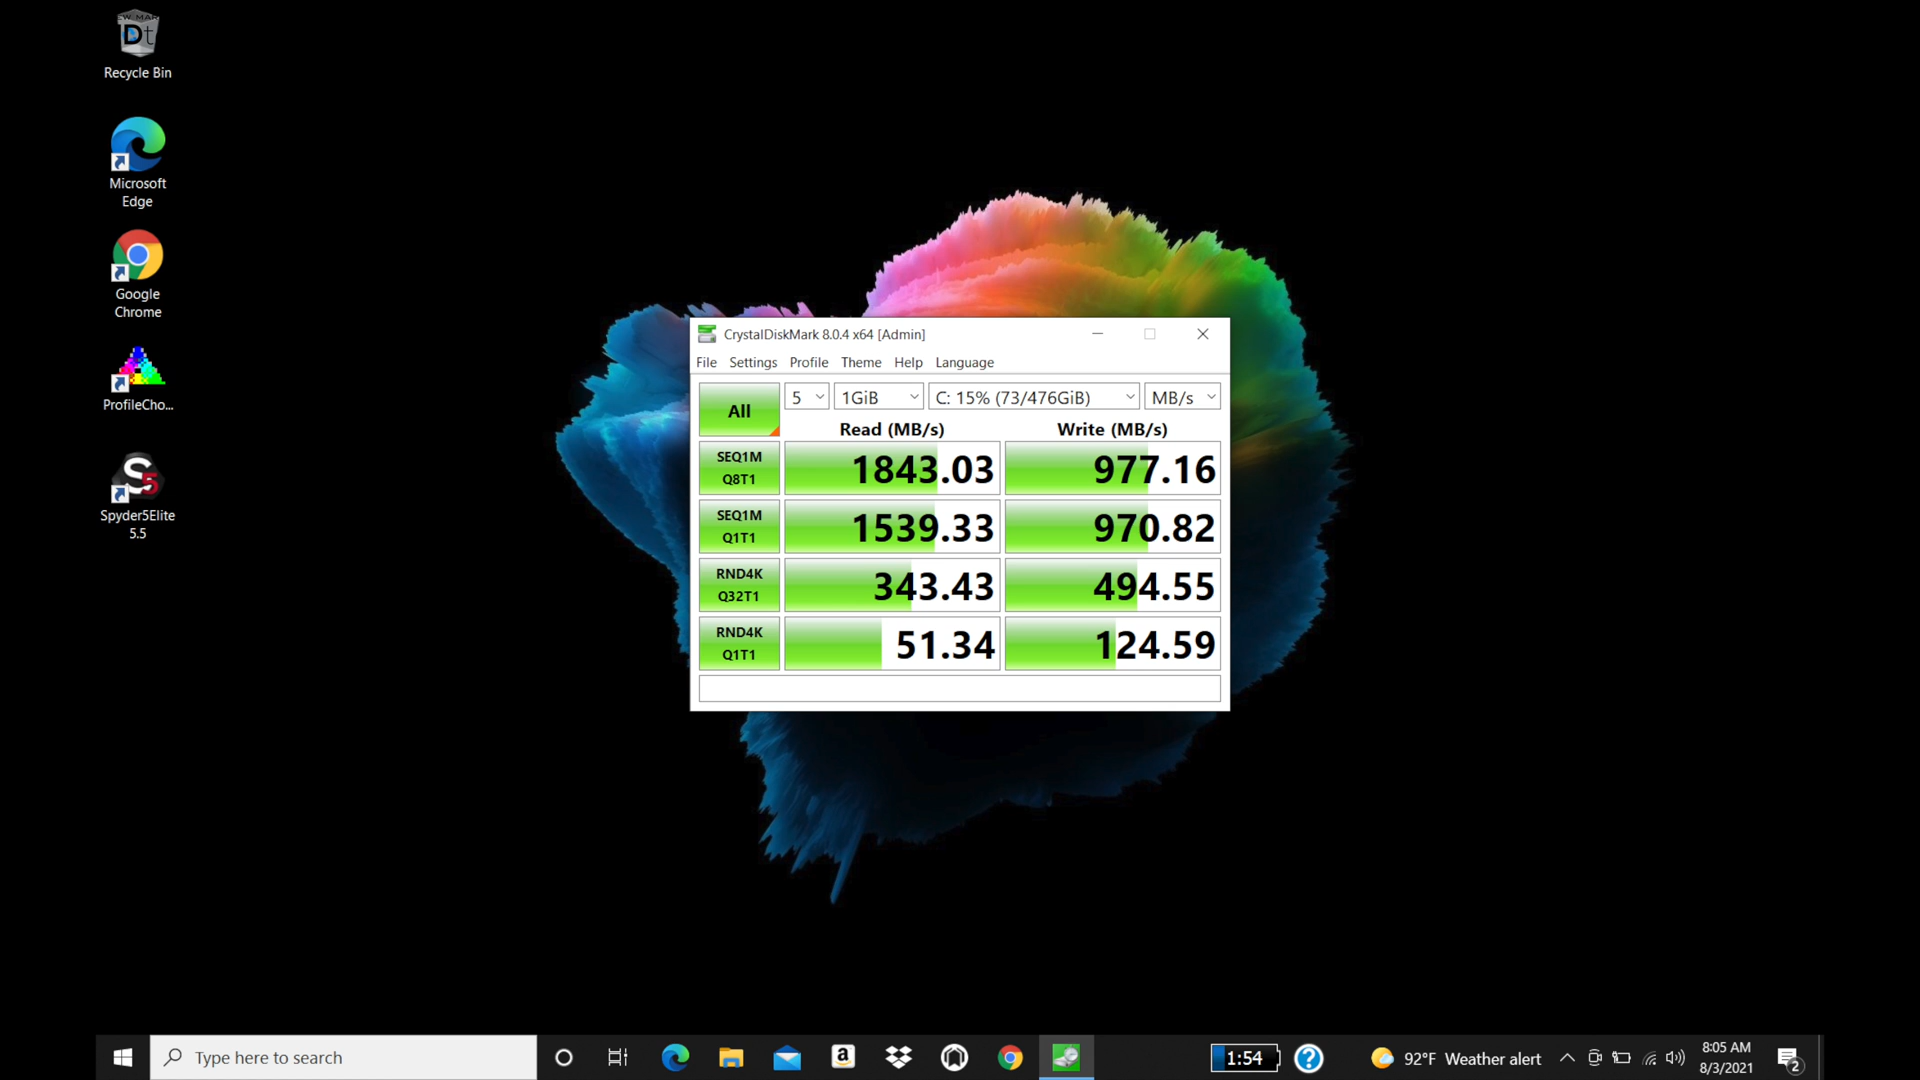 Recycle Bin
Microsoft
Edge
Google
Chrome
ProfileCho...
Spyder5Elite
5.5
CrystalDiskMark 8.0.4 x64 [Admin]
File Settings Profile Theme Help Language
All 5 1GiB C: 15% (73/476GiB) MB/s
Read (MB/s) Write (MB/s)
SEQ1M
Q8T1 1843.03 977.16
SEQ1M
Q1T1 1539.33 970.82
RND4K
Q32T1 343.43 494.55
RND4K
Q1T1 51.34 124.59
Type here to search
1:54
92°F Weather alert
8:05 AM
8/3/2021
2